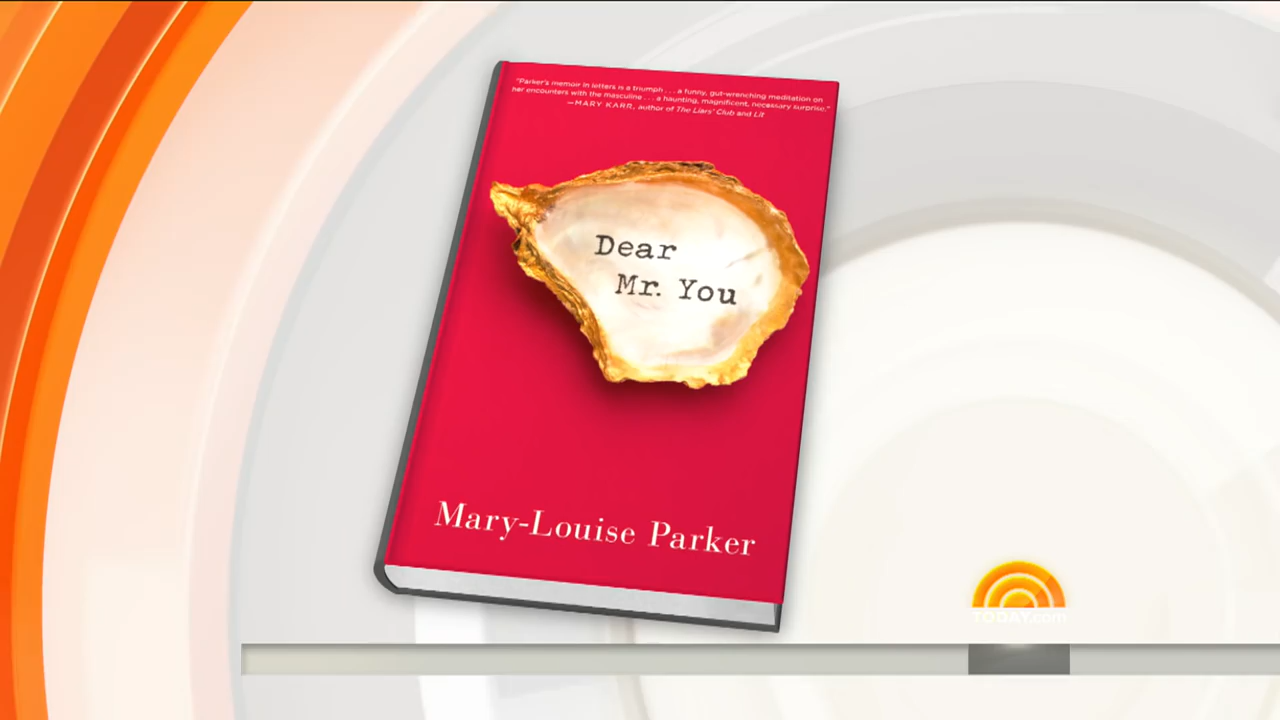 "Parker's memoir in letters is a triumph . . . a funny, gut-wrenching meditation on
her encounters with the masculine . . . a haunting, magnificent, necessary surprise."
—MARY KARR, author of The Liars' Club and Lit
Dear
Mr. You
Mary-Louise Parker
TODAY.com